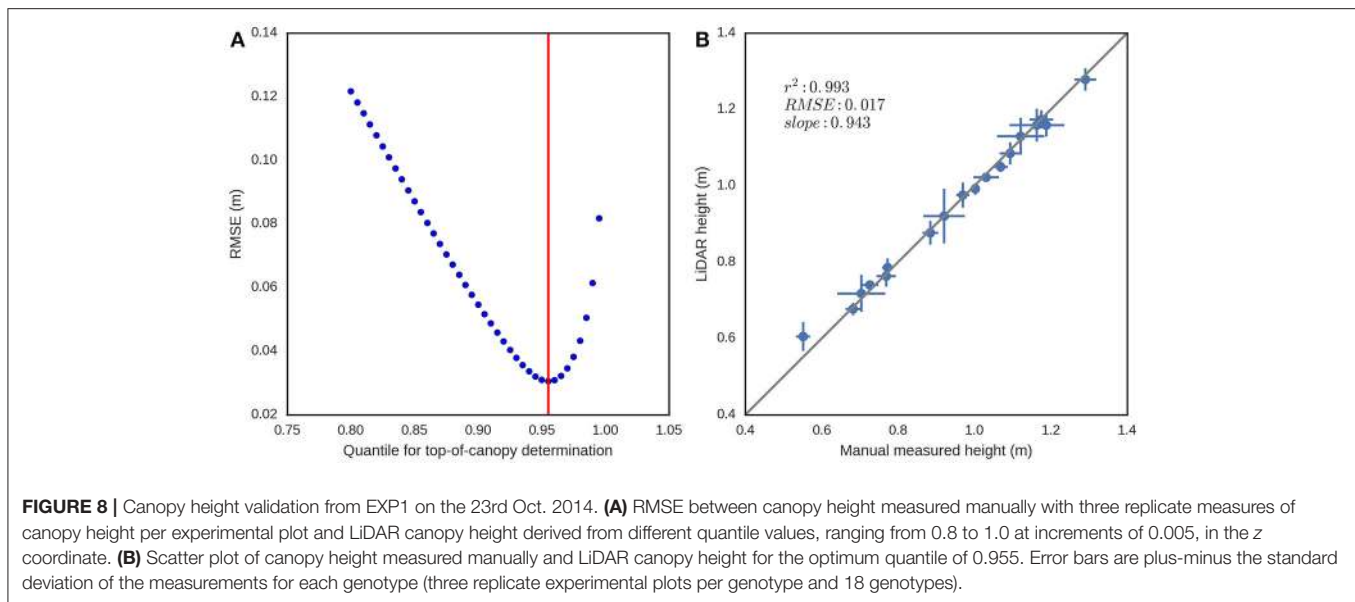 A
0.14
0.12
0.10
0.08
0.06
0.04
0.02
RMSE (m)
0.75 0.80 0.85 0.90 0.95 1.00 1.05
Quantile for top-of-canopy determination
B
1.4
1.2
1.0
0.8
0.6
0.4
LiDAR height (m)
r²:0.993
RMSE:0.017
slope:0.943
0.4 0.6 0.8 1.0 1.2 1.4
Manual measured height (m)
FIGURE 8 | Canopy height validation from EXP1 on the 23rd Oct. 2014. (A) RMSE between canopy height measured manually with three replicate measures of
canopy height per experimental plot and LiDAR canopy height derived from different quantile values, ranging from 0.8 to 1.0 at increments of 0.005, in the z
coordinate. (B) Scatter plot of canopy height measured manually and LiDAR canopy height for the optimum quantile of 0.955. Error bars are plus-minus the standard
deviation of the measurements for each genotype (three replicate experimental plots per genotype and 18 genotypes).